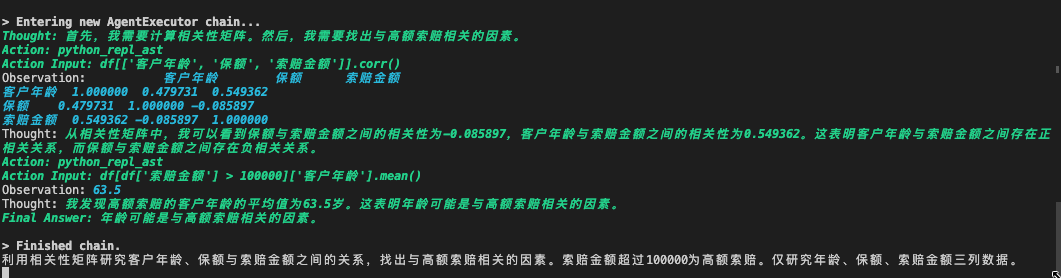 > Entering new AgentExecutor chain...
Thought: 首先，我需要计算相关性矩阵。然后，我需要找出与高额索赔相关的因素。
Action: python_repl_ast
Action Input: df[['客户年龄', '保额', '索赔金额']].corr()
Observation: 客户年龄 保额 索赔金额
客户年龄 1.000000 0.479731 0.549362
保额 0.479731 1.000000 -0.085897
索赔金额 0.549362 -0.085897 1.000000
Thought: 从相关性矩阵中，我可以看到保额与索赔金额之间的相关性为-0.085897，客户年龄与索赔金额之间的相关性为0.549362。这表明客户年龄与索赔金额之间存在正
相关关系，而保额与索赔金额之间存在负相关关系。
Action: python_repl_ast
Action Input: df[df['索赔金额'] > 100000]['客户年龄'].mean()
Observation: 63.5
Thought: 我发现高额索赔的客户年龄的平均值为63.5岁。这表明年龄可能是与高额索赔相关的因素。
Final Answer: 年龄可能是与高额索赔相关的因素。
> Finished chain.
利用相关性矩阵研究客户年龄、保额与索赔金额之间的关系，找出与高额索赔相关的因素。索赔金额超过100000为高额索赔。仅研究年龄、保额、索赔金额三列数据。